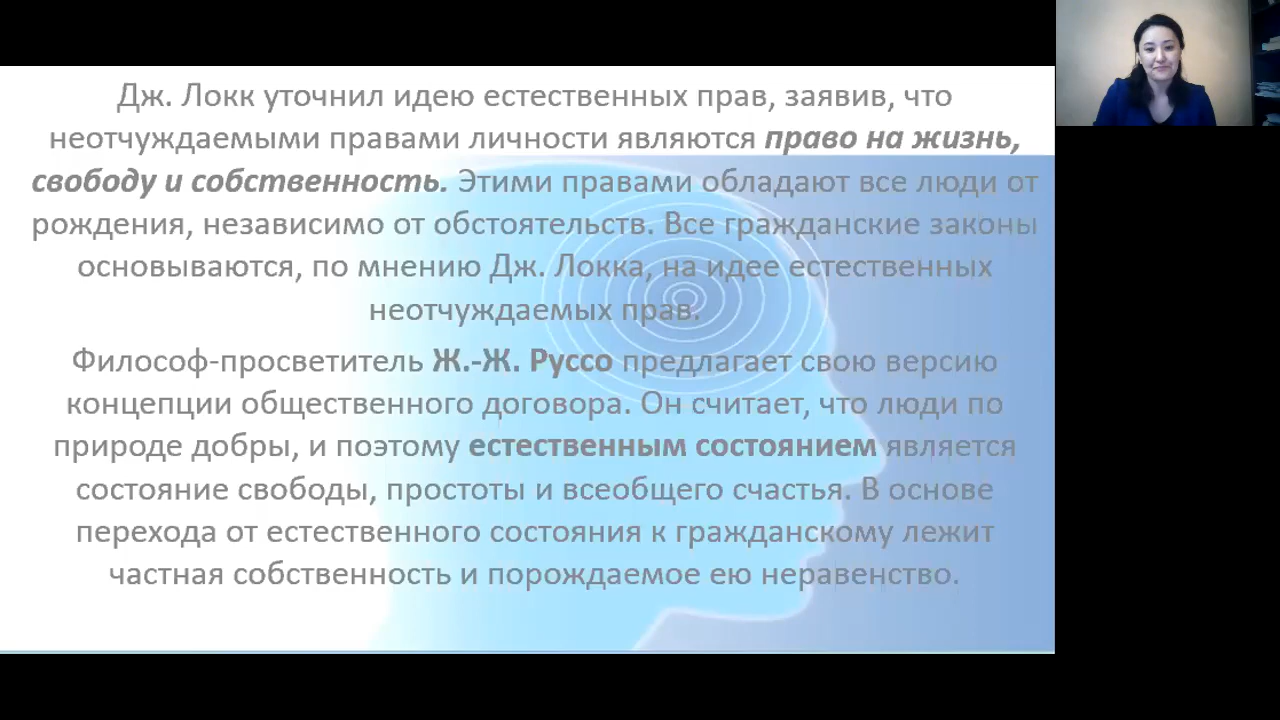 Дж. Локк уточнил идею естественных прав, заявив, что
неотчуждаемыми правами личности являются право на жизнь,
свободу и собственность. Этими правами обладают все люди от
рождения, независимо от обстоятельств. Все гражданские законы
основываются, по мнению Дж. Локка, на идее естественных
неотчуждаемых прав.
Философ-просветитель Ж.-Ж. Руссо предлагает свою версию
концепции общественного договора. Он считает, что люди по
природе добры, и поэтому естественным состоянием является
состояние свободы, простоты и всеобщего счастья. В основе
перехода от естественного состояния к гражданскому лежит
частная собственность и порождаемое ею неравенство.